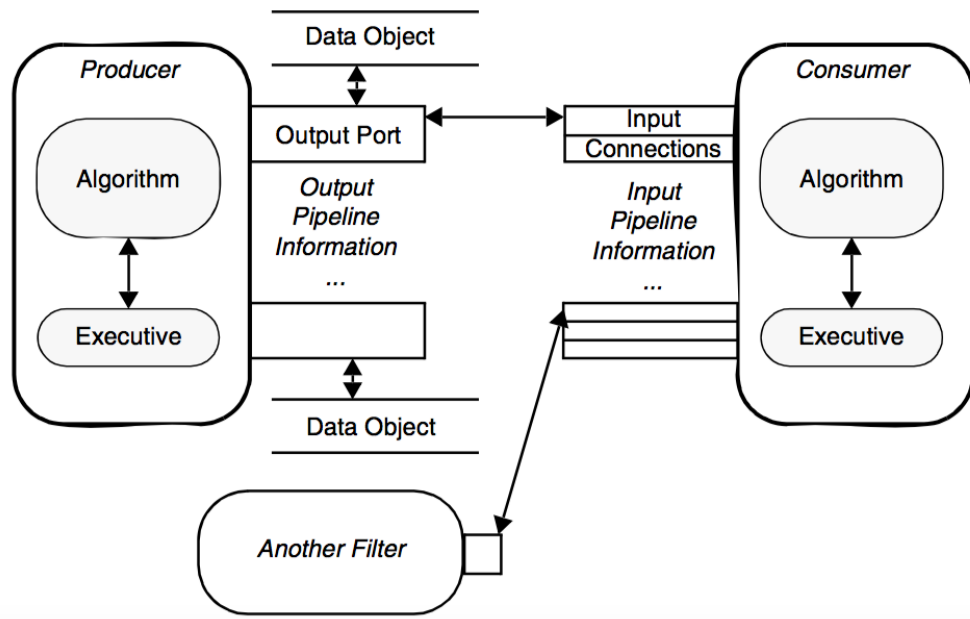 Data Object
Producer
Consumer
Output Port
Input
Connections
Algorithm
Output
Pipeline
Information
...
Input
Pipeline
Information
...
Algorithm
Executive
Executive
Data Object
Another Filter